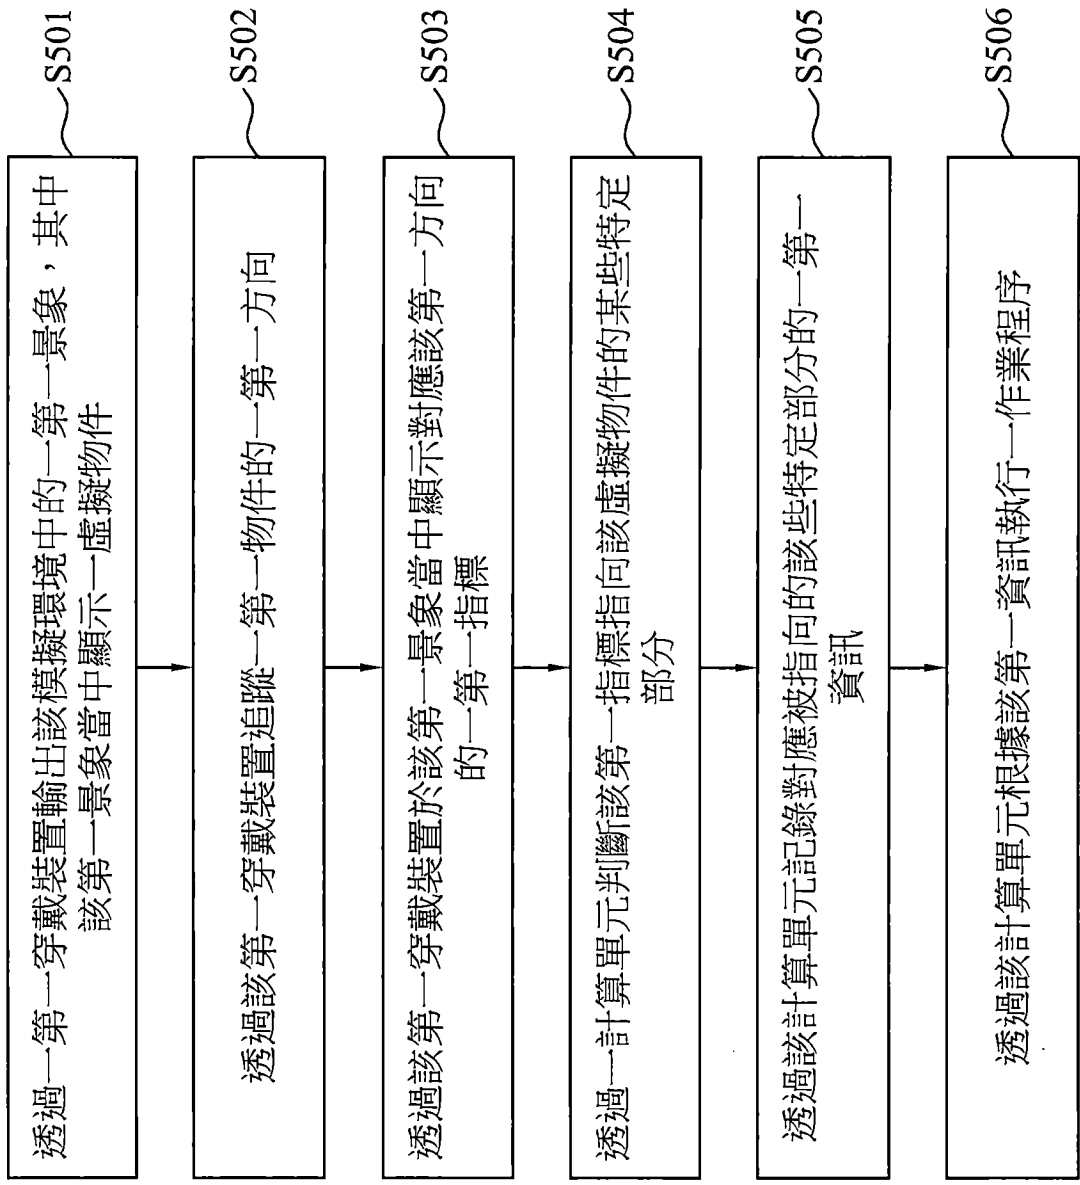 透過一第一穿戴裝置輸出該模擬環境中的一第一景象，其中
該第一景象當中顯示一虛擬物件
S501
透過該第一穿戴裝置追蹤一第一物件的一第一方向
S502
透過該第一穿戴裝置於該第一景象當中顯示對應該第一方向
的一第一指標
S503
透過一計算單元判斷該第一指標指向該虛擬物件的某些特定
部分
S504
透過該計算單元記錄對應被指向的該些特定部分的一第一
資訊
S505
透過該計算單元根據該第一資訊執行一作業程序
S506